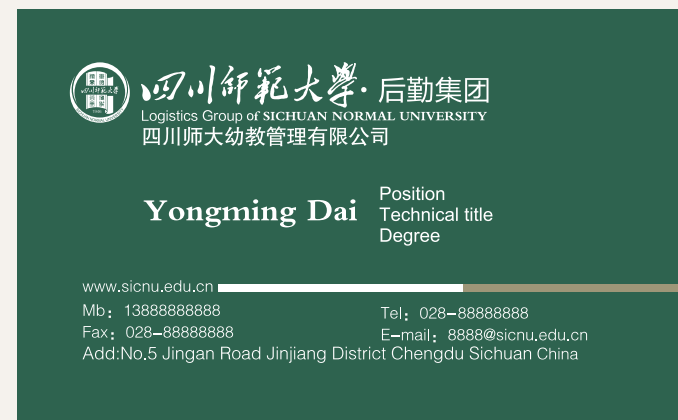 四川師範大學·后勤集团
Logistics Group of SICHUAN NORMAL UNIVERSITY
四川师大幼教管理有限公司
Yongming Dai
Position
Technical title
Degree
www.sicnu.edu.cn
Mb：13888888888
Tel：028-88888888
Fax：028-88888888
E-mail：8888@sicnu.edu.cn
Add:No.5 Jingan Road Jinjiang District Chengdu Sichuan China